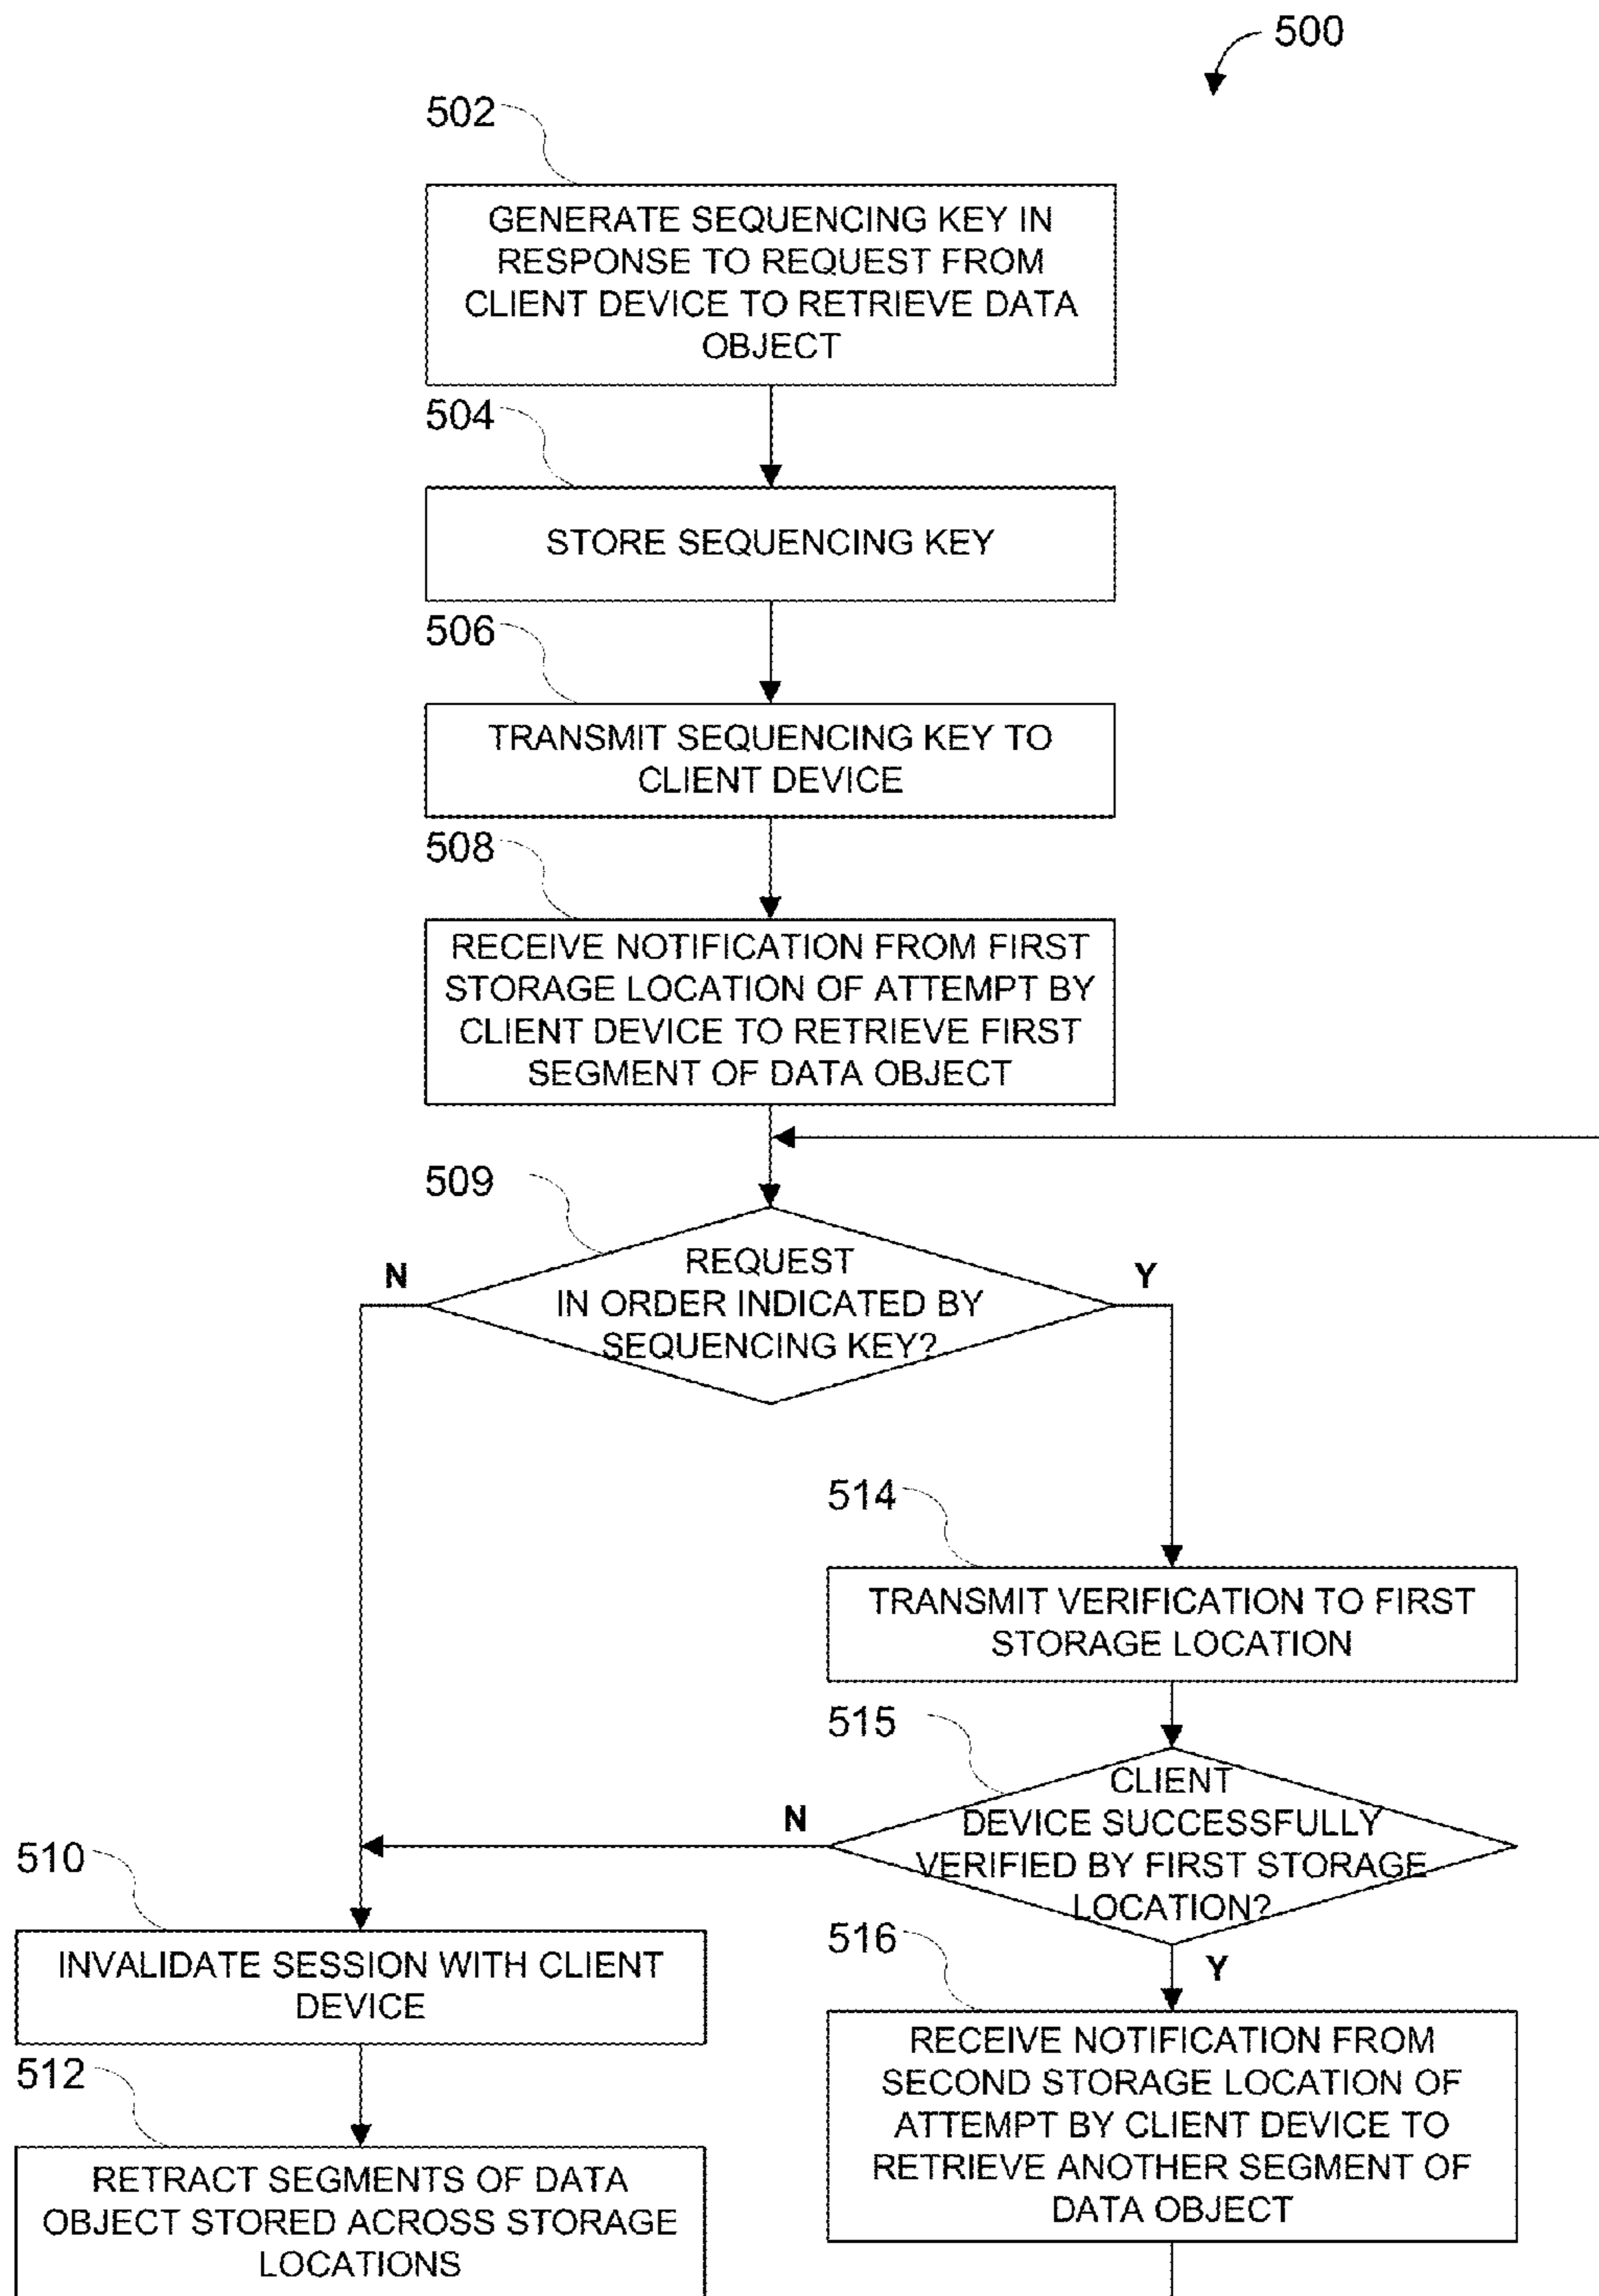 500
502
GENERATE SEQUENCING KEY IN
RESPONSE TO REQUEST FROM
CLIENT DEVICE TO RETRIEVE DATA
OBJECT
504
STORE SEQUENCING KEY
506
TRANSMIT SEQUENCING KEY TO
CLIENT DEVICE
508
RECEIVE NOTIFICATION FROM FIRST
STORAGE LOCATION OF ATTEMPT BY
CLIENT DEVICE TO RETRIEVE FIRST
SEGMENT OF DATA OBJECT
509
N
REQUEST
IN ORDER INDICATED BY
SEQUENCING KEY?
Y
514
TRANSMIT VERIFICATION TO FIRST
STORAGE LOCATION
515
N
CLIENT
DEVICE SUCCESSFULLY
VERIFIED BY FIRST STORAGE
LOCATION?
Y
510
INVALIDATE SESSION WITH CLIENT
DEVICE
512
RETRACT SEGMENTS OF DATA
OBJECT STORED ACROSS STORAGE
LOCATIONS
516
RECEIVE NOTIFICATION FROM
SECOND STORAGE LOCATION OF
ATTEMPT BY CLIENT DEVICE TO
RETRIEVE ANOTHER SEGMENT OF
DATA OBJECT